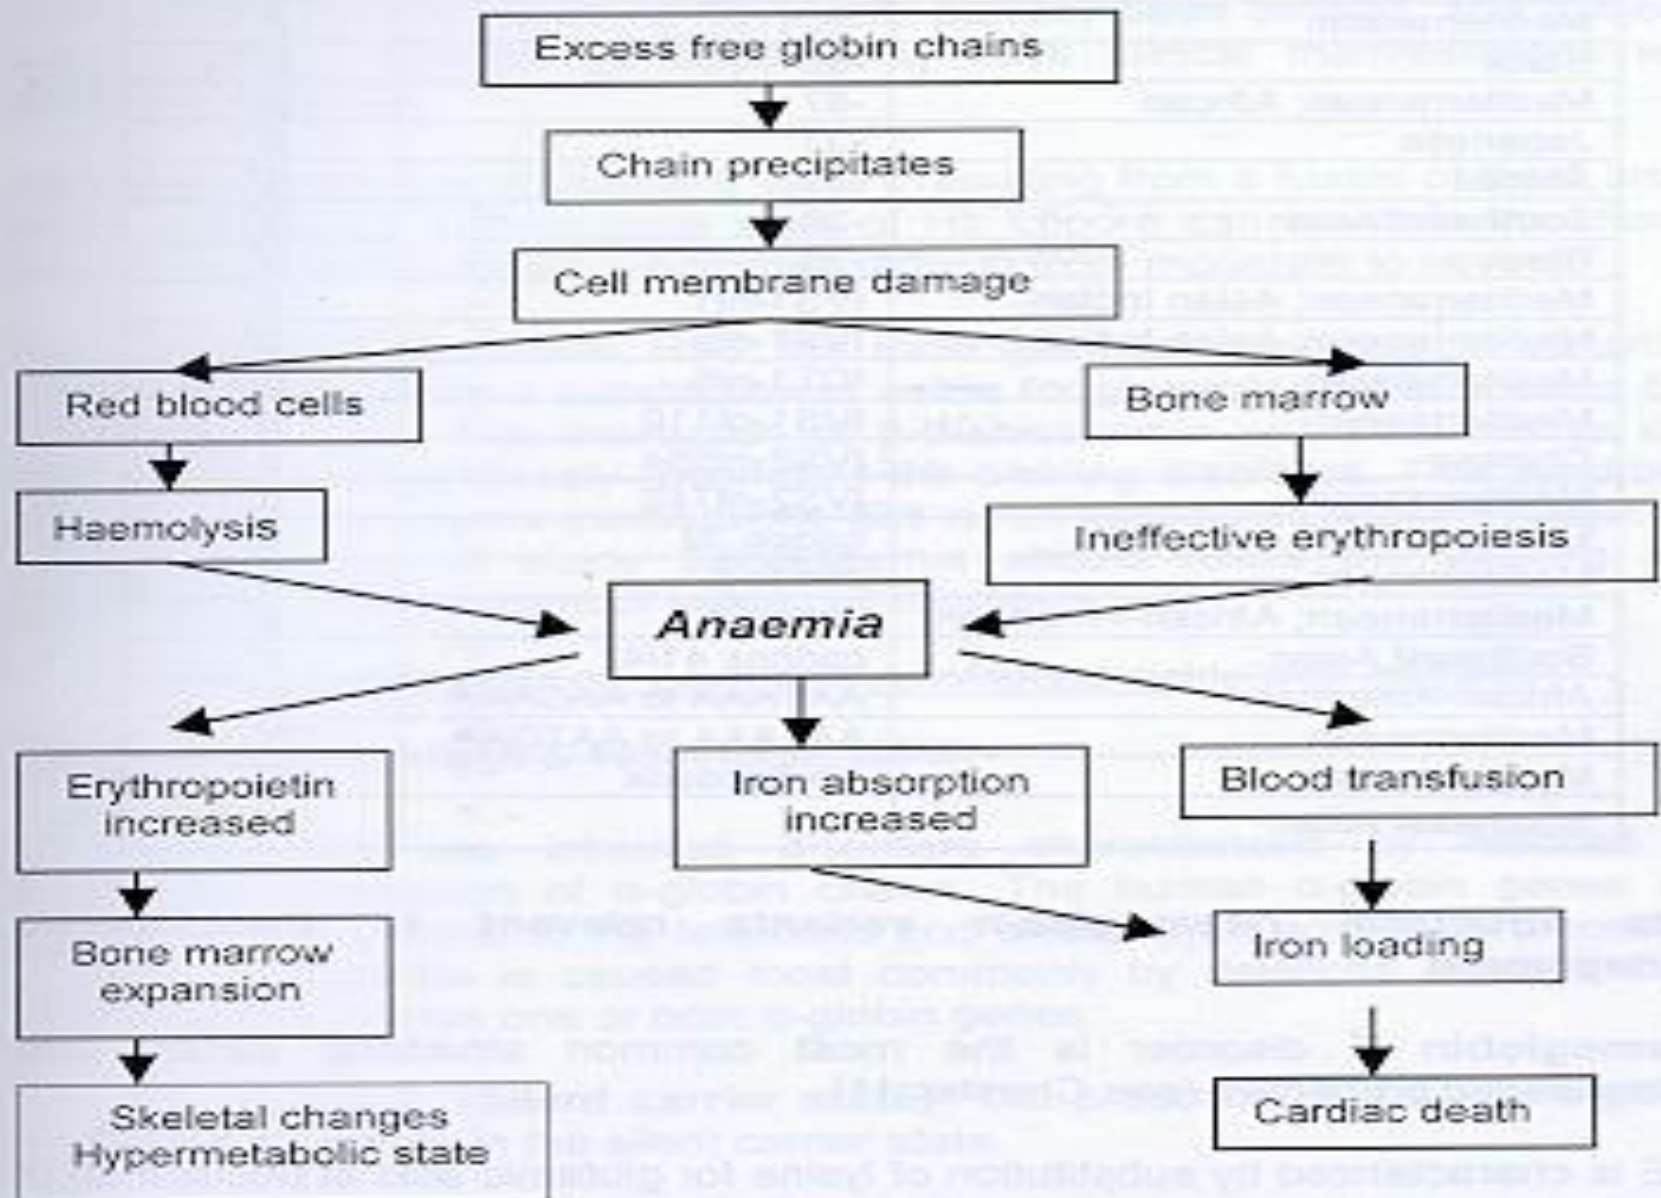 Excess free globin chains
Chain precipitates
Cell membrane damage
Red blood cells
Bone marrow
Haemolysis
Ineffective erythropoiesis
Anaemia
Erythropoietin
increased
Iron absorption
increased
Blood transfusion
Bone marrow
expansion
Iron loading
Skeletal changes
Hypermetabolic state
Cardiac death